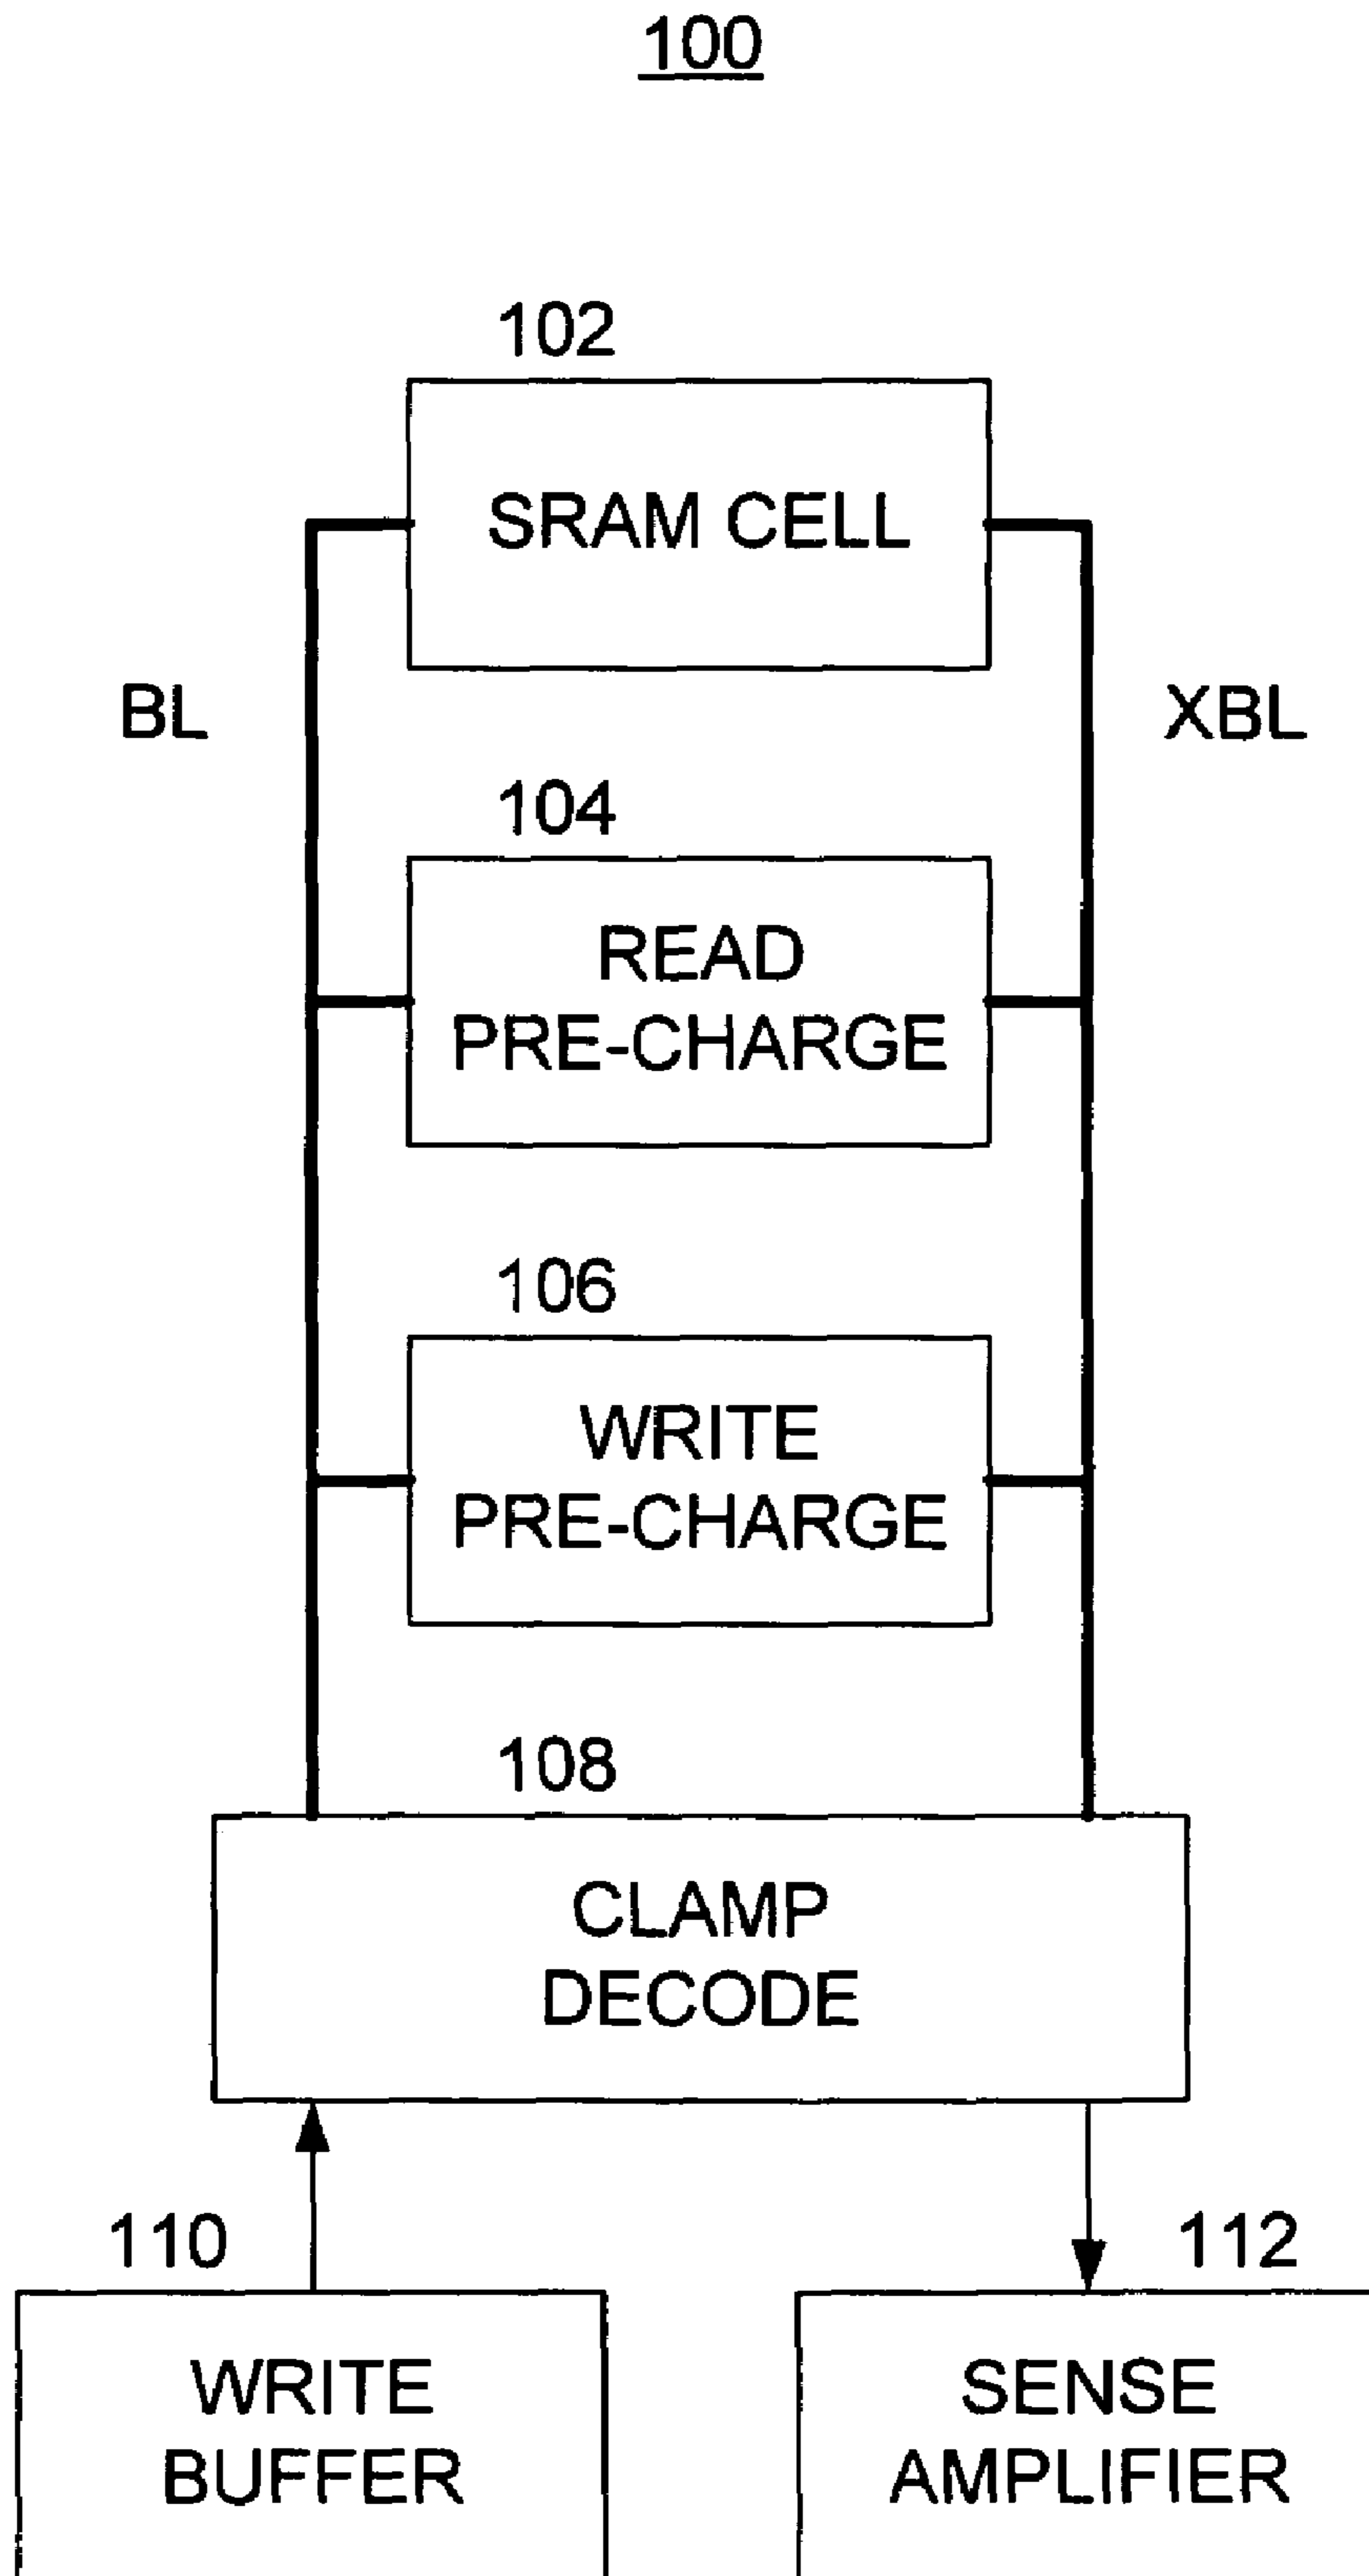 100
102
SRAM CELL
BL
XBL
104
READ
PRE-CHARGE
106
WRITE
PRE-CHARGE
108
CLAMP
DECODE
110
112
WRITE
BUFFER
SENSE
AMPLIFIER